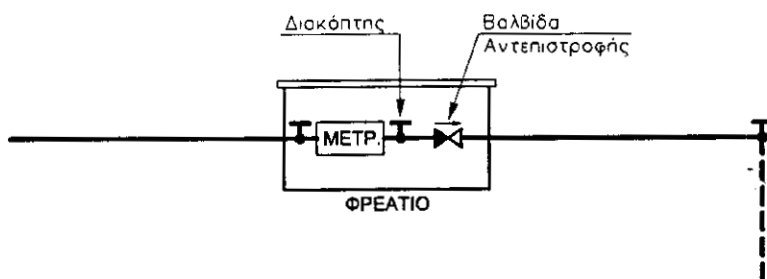 Διακόπτης
Βαλβίδα
Αντεπιστροφής
ΜΕΤΡ.
ΦΡΕΑΤΙΟ